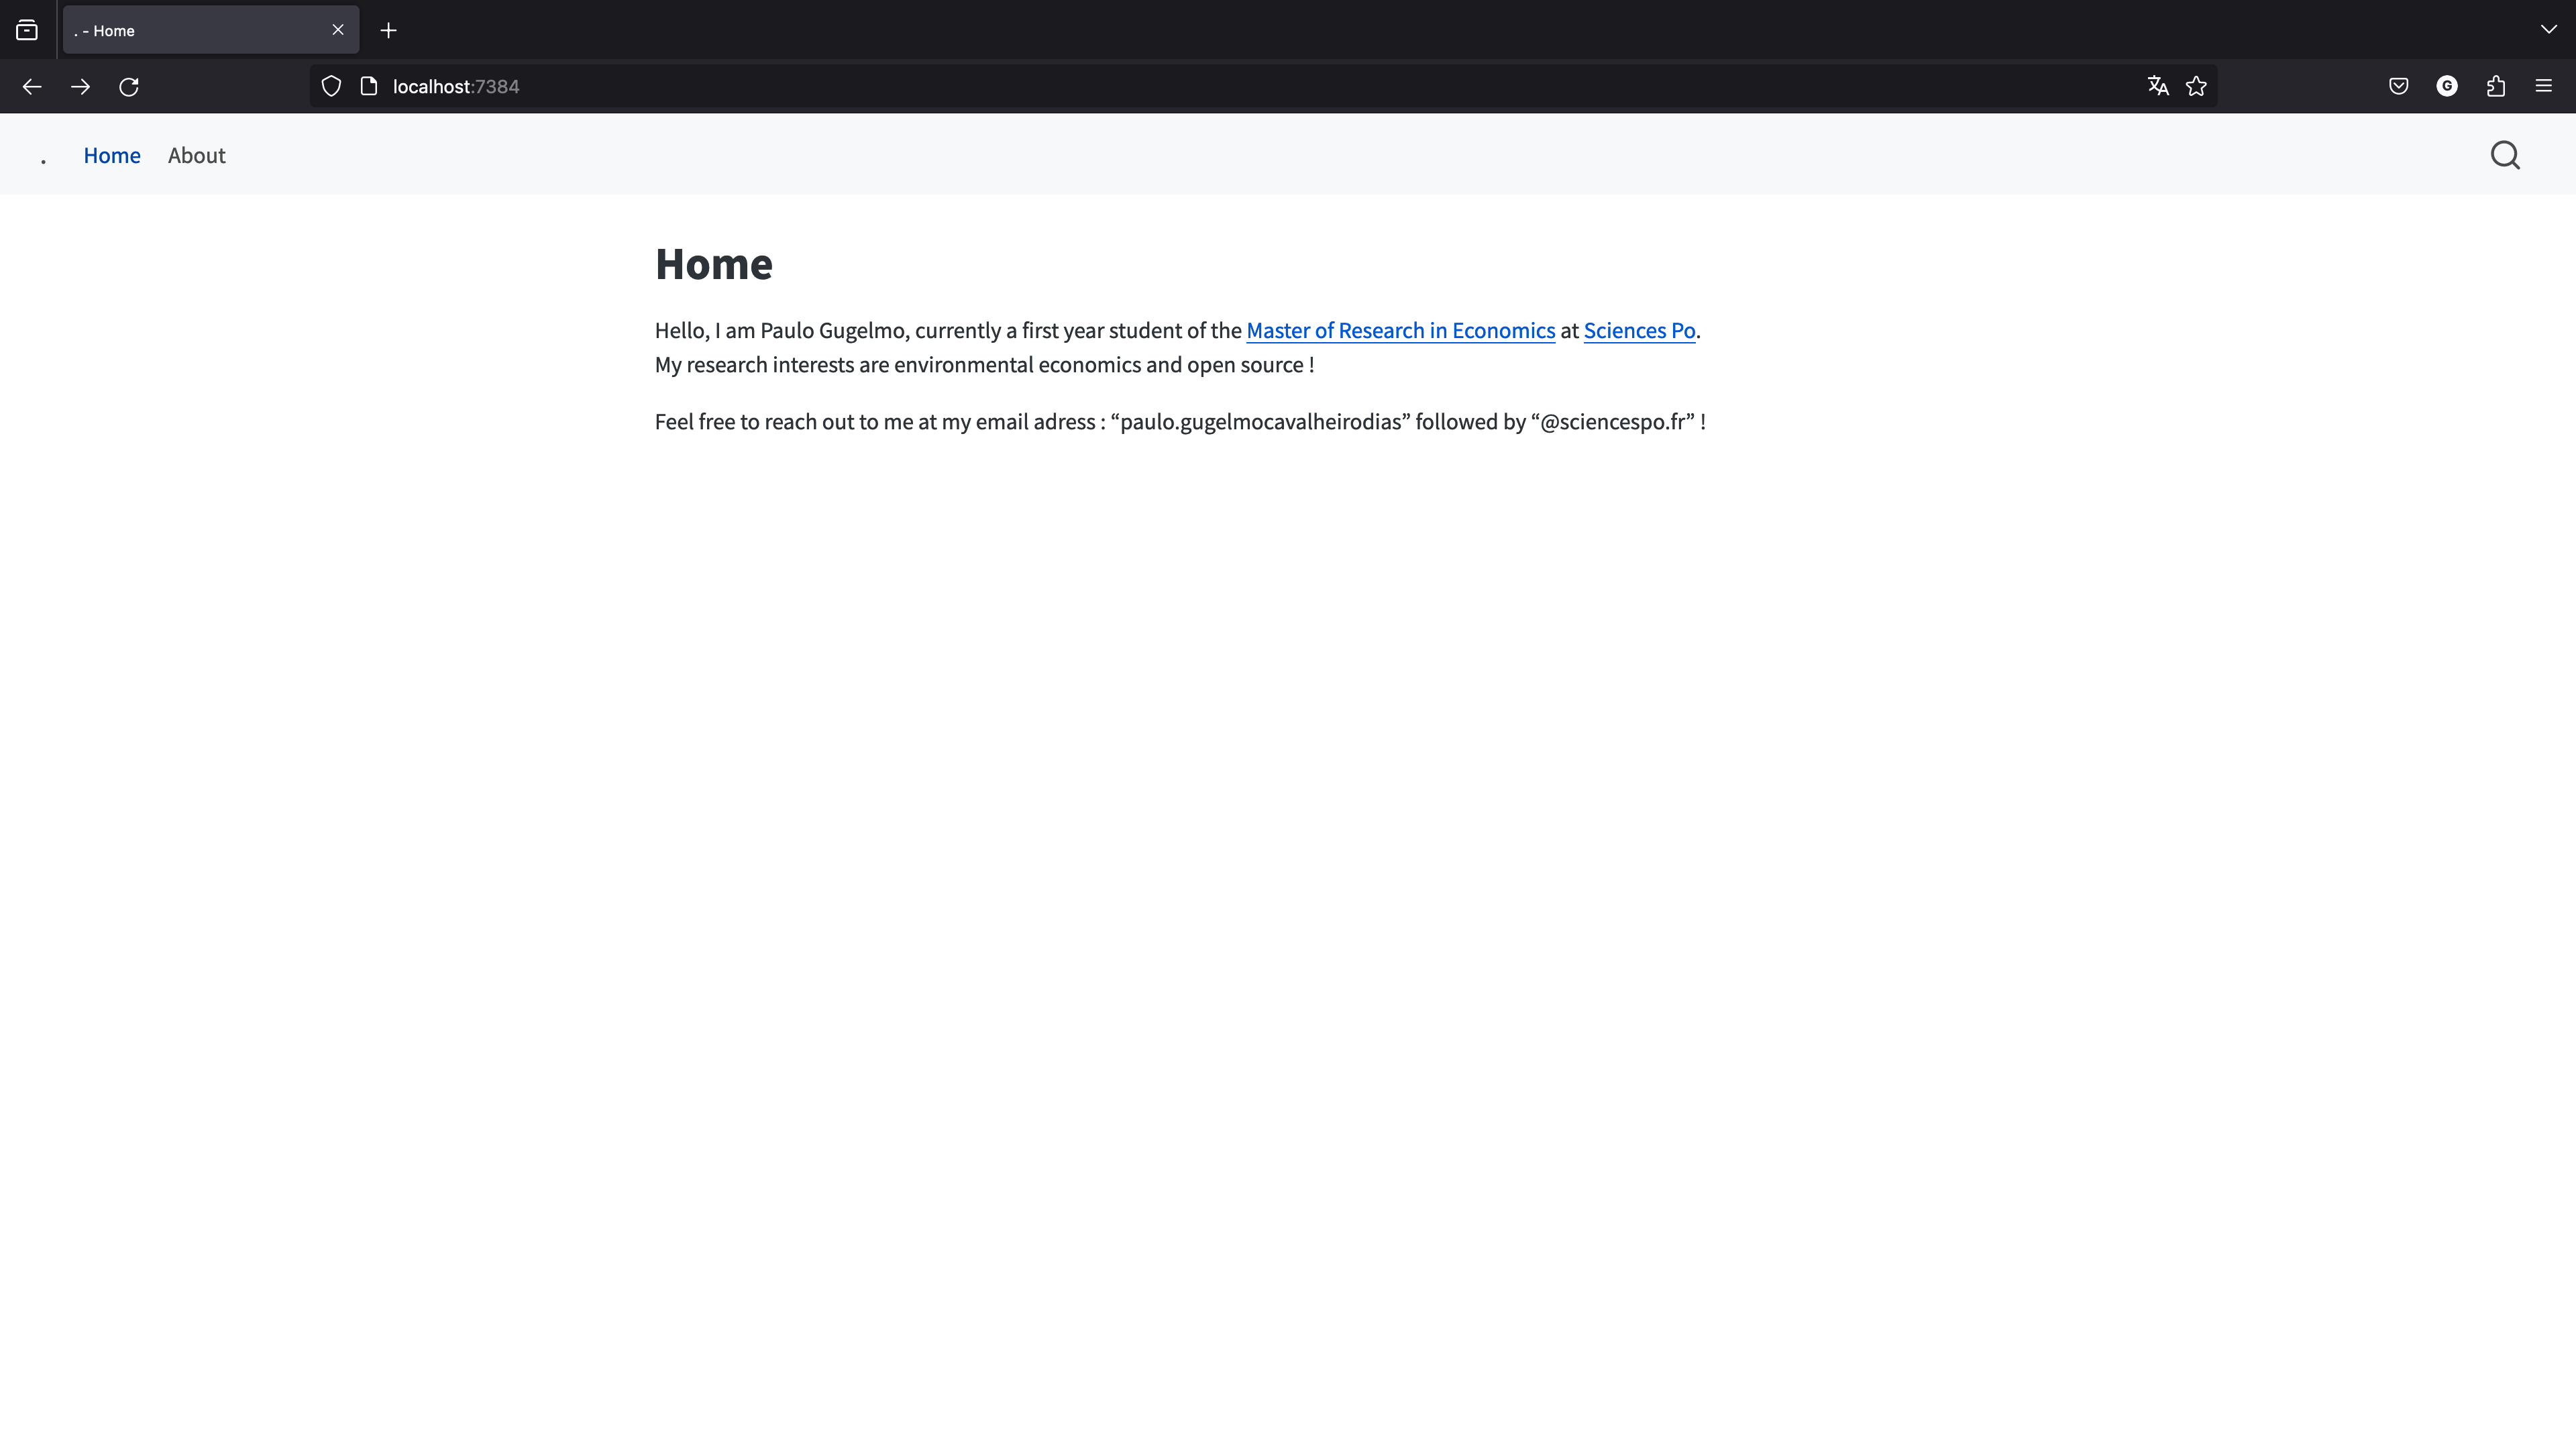 . - Home
localhost:7384
G
. Home About
Home
Hello, I am Paulo Gugelmo, currently a first year student of the Master of Research in Economics at Sciences Po.
My research interests are environmental economics and open source !
Feel free to reach out to me at my email adress : “paulo.gugelmocavalheirodias” followed by “@sciencespo.fr” !